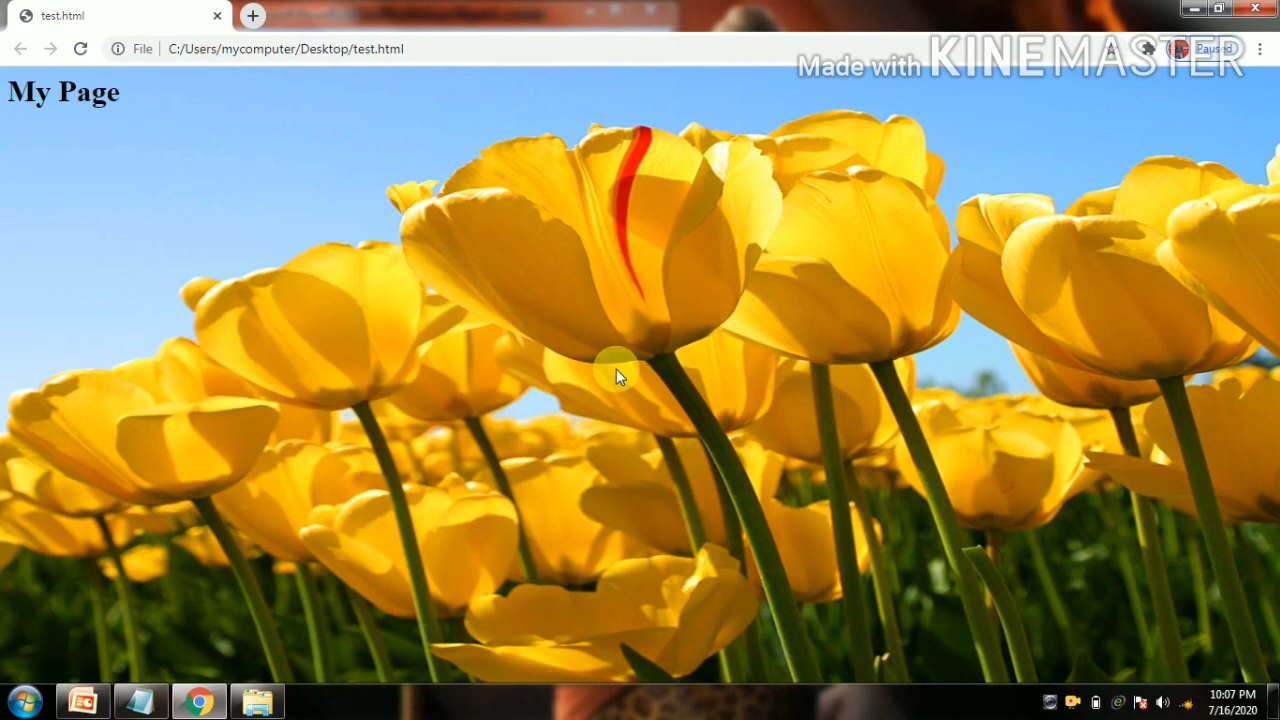 test.html
File
C:/Users/mycomputer/Desktop/test.html
Paused
Made with KINEMASTER
My Page
10:07 PM
7/16/2020